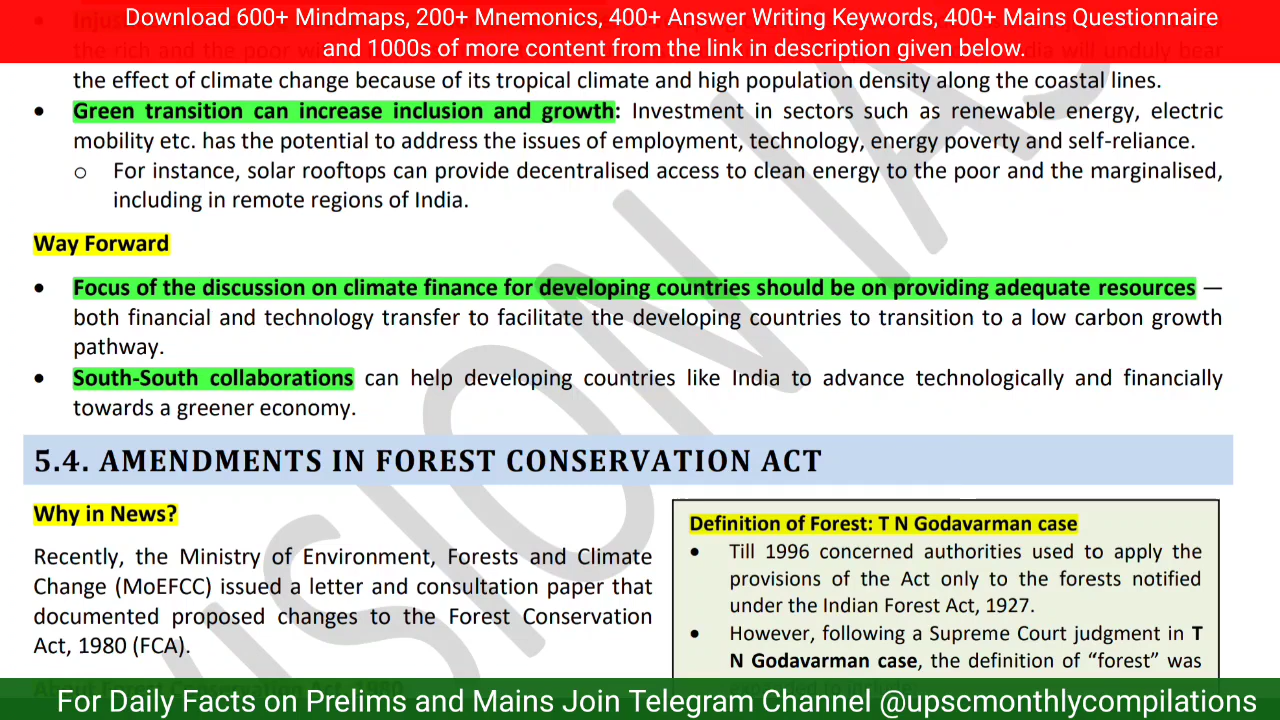 Download 600+ Mindmaps, 200+ Mnemonics, 400+ Answer Writing Keywords, 400+ Mains Questionnaire
and 1000s of more content from the link in description given below.
the effect of climate change because of its tropical climate and high population density along the coastal lines.
• Green transition can increase inclusion and growth: Investment in sectors such as renewable energy, electric
mobility etc. has the potential to address the issues of employment, technology, energy poverty and self-reliance.
o For instance, solar rooftops can provide decentralised access to clean energy to the poor and the marginalised,
including in remote regions of India.
Way Forward
• Focus of the discussion on climate finance for developing countries should be on providing adequate resources —
both financial and technology transfer to facilitate the developing countries to transition to a low carbon growth
pathway.
• South-South collaborations can help developing countries like India to advance technologically and financially
towards a greener economy.
5.4. AMENDMENTS IN FOREST CONSERVATION ACT
Why in News?
Recently, the Ministry of Environment, Forests and Climate
Change (MoEFCC) issued a letter and consultation paper that
documented proposed changes to the Forest Conservation
Act, 1980 (FCA).
About Forest Conservation Act, 1980
Definition of Forest: T N Godavarman case
• Till 1996 concerned authorities used to apply the
provisions of the Act only to the forests notified
under the Indian Forest Act, 1927.
• However, following a Supreme Court judgment in T
N Godavarman case, the definition of “forest” was
For Daily Facts on Prelims and Mains Join Telegram Channel @upscmonthlycompilations